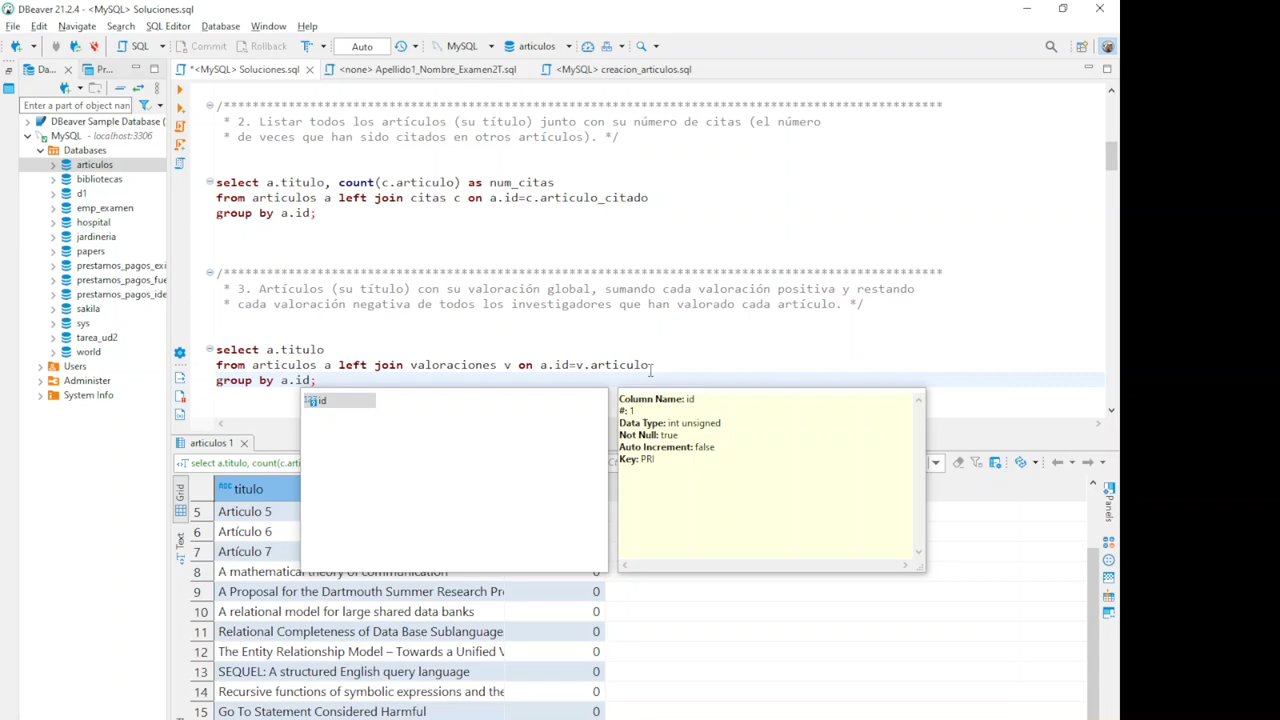 DBeaver 21.2.4 - <MySQL> Soluciones.sql
File Edit Navigate Search SQL Editor Database Window Help
SQL Commit Rollback Auto MySQL articulos
Da... Pr...
*<MySQL> Soluciones.sql <none> Apellido1_Nombre_Examen2T.sql <MySQL> creacion_articulos.sql
Enter a part of object nam
DBeaver Sample Database (
MySQL - localhost:3306
Databases
articulos
bibliotecas
d1
emp_examen
hospital
jardineria
papers
prestamos_pagos_exi
prestamos_pagos_fue
prestamos_pagos_ide
sakila
sys
tarea_ud2
world
Users
Administer
System Info
/****************************************************************************************************
* 2. Listar todos los artículos (su título) junto con su número de citas (el número
* de veces que han sido citados en otros artículos). */
select a.titulo, count(c.articulo) as num_citas
from articulos a left join citas c on a.id=c.articulo_citado
group by a.id;
/****************************************************************************************************
* 3. Artículos (su título) con su valoración global, sumando cada valoración positiva y restando
* cada valoración negativa de todos los investigadores que han valorado cada artículo. */
select a.titulo
from articulos a left join valoraciones v on a.id=v.articulo
group by a.id;
123 id
Column Name: id
#: 1
Data Type: int unsigned
Not Null: true
Auto Increment: false
Key: PRI
articulos 1
select a.titulo, count(c.arti
Grid
Text
Panels
ABC titulo
5 Articulo 5
6 Artículo 6
7 Artículo 7
8 A mathematical theory of communication 0
9 A Proposal for the Dartmouth Summer Research Pr 0
10 A relational model for large shared data banks 0
11 Relational Completeness of Data Base Sublanguage 0
12 The Entity Relationship Model – Towards a Unified V 0
13 SEQUEL: A structured English query language 0
14 Recursive functions of symbolic expressions and the 0
15 Go To Statement Considered Harmful 0